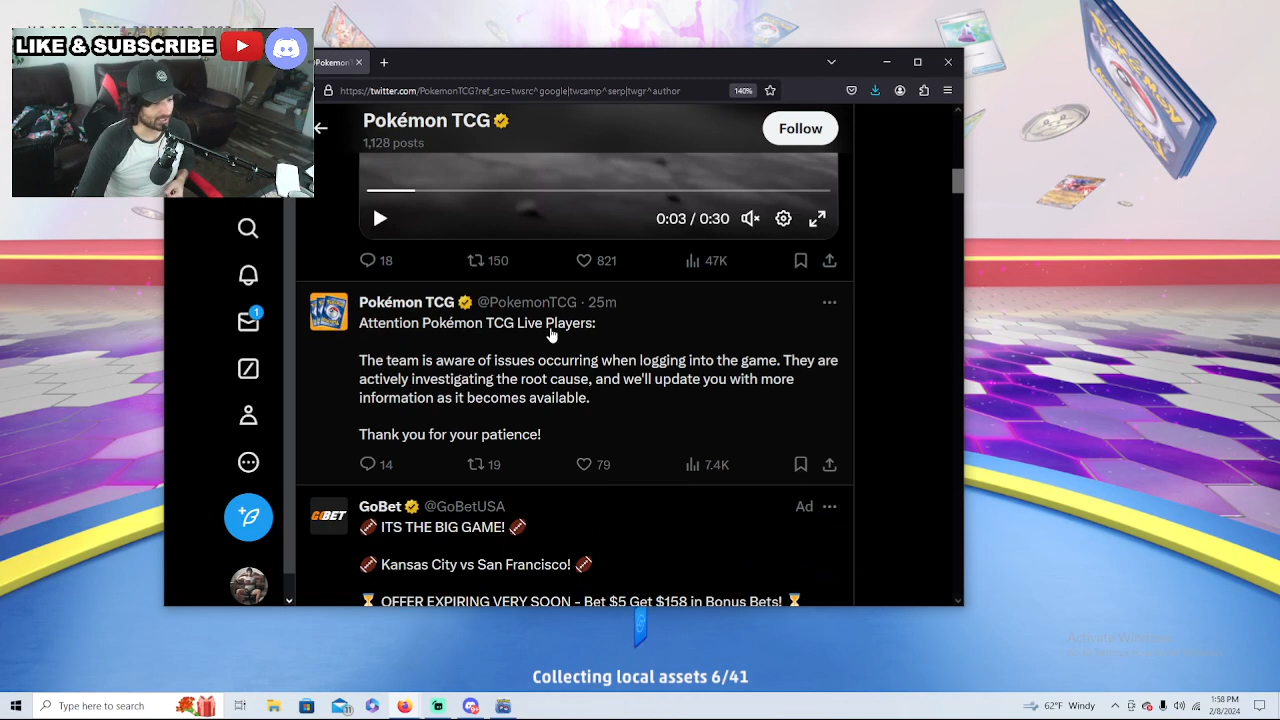 LIKE & SUBSCRIBE
Pokemon T
https://twitter.com/PokemonTCG?ref_src=twsrc^google|twcamp^serp|twgr^author
140%
Pokémon TCG
1,128 posts
Follow
0:03 / 0:30
18 150 821 47K
Pokémon TCG @PokemonTCG · 25m
Attention Pokémon TCG Live Players:
The team is aware of issues occurring when logging into the game. They are
actively investigating the root cause, and we'll update you with more
information as it becomes available.
Thank you for your patience!
14 19 79 7.4K
1
GoBet @GoBetUSA Ad
GOBET
🏈 ITS THE BIG GAME! 🏈
🏈 Kansas City vs San Francisco! 🏈
⏳ OFFER EXPIRING VERY SOON - Bet $5 Get $158 in Bonus Bets! ⏳
Activate Windows
Collecting local assets 6/41
Type here to search
11
62°F Windy
1:58 PM
2/8/2024